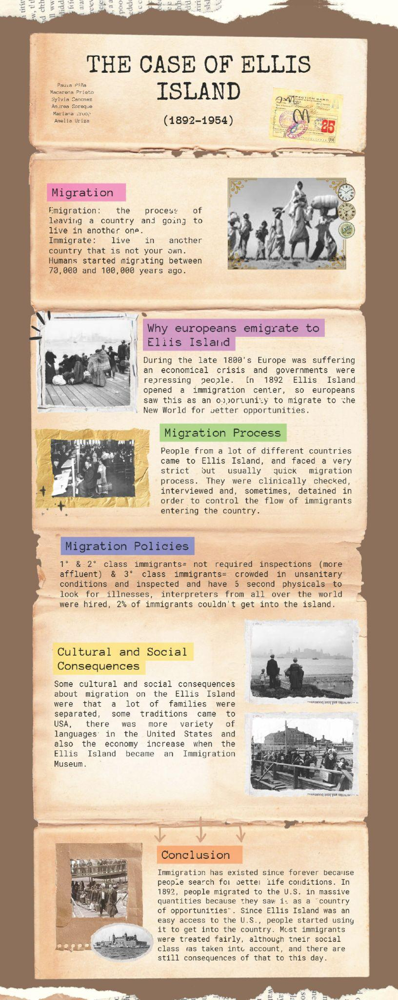 THE CASE OF ELLIS
ISLAND
(1892-1954)
Paula Piña
Macarena Prieto
Sylvia
Andrea
Mariana
Amelia Uriza
INSPECTION CARD
25
Migration
Emigration: the process of
leaving a country and going to
live in another one.
Immigrate: live in another
country that is not your own.
Humans started migrating between
70,000 and 100,000 years ago.
Why europeans emigrate to
Ellis Island
During the late 1800's Europe was suffering
an economical crisis and governments were
repressing people. In 1892 Ellis Island
opened a immigration center, so europeans
saw this as an opportunity to migrate to the
New World for better opportunities.
Migration Process
People from a lot of different countries
came to Ellis Island, and faced a very
strict but usually quick migration
process. They were clinically checked,
interviewed and, sometimes, detained in
order to control the flow of immigrants
entering the country.
Migration Policies
1° & 2° class immigrants= not required inspections (more
affluent) & 3° class immigrants= crowded in unsanitary
conditions and inspected and have 6 second physicals to
look for illnesses, interpreters from all over the world
were hired, 2% of immigrants couldn't get into the island.
Cultural and Social
Consequences
Some cultural and social consequences
about migration on the Ellis Island
were that a lot of families were
separated, some traditions came to
USA, there was more variety of
languages in the United States and
also the economy increase when the
Ellis Island became an Immigration
Museum.
Conclusion
Immigration has existed since forever because
people search for better life conditions. In
1892, people migrated to the U.S. in massive
quantities because they saw it as a "country
of opportunities". Since Ellis Island was an
easy access to the U.S., people started using
it to get into the country. Most immigrants
were treated fairly, although their social
class was taken into account, and there are
still consequences of that to this day.